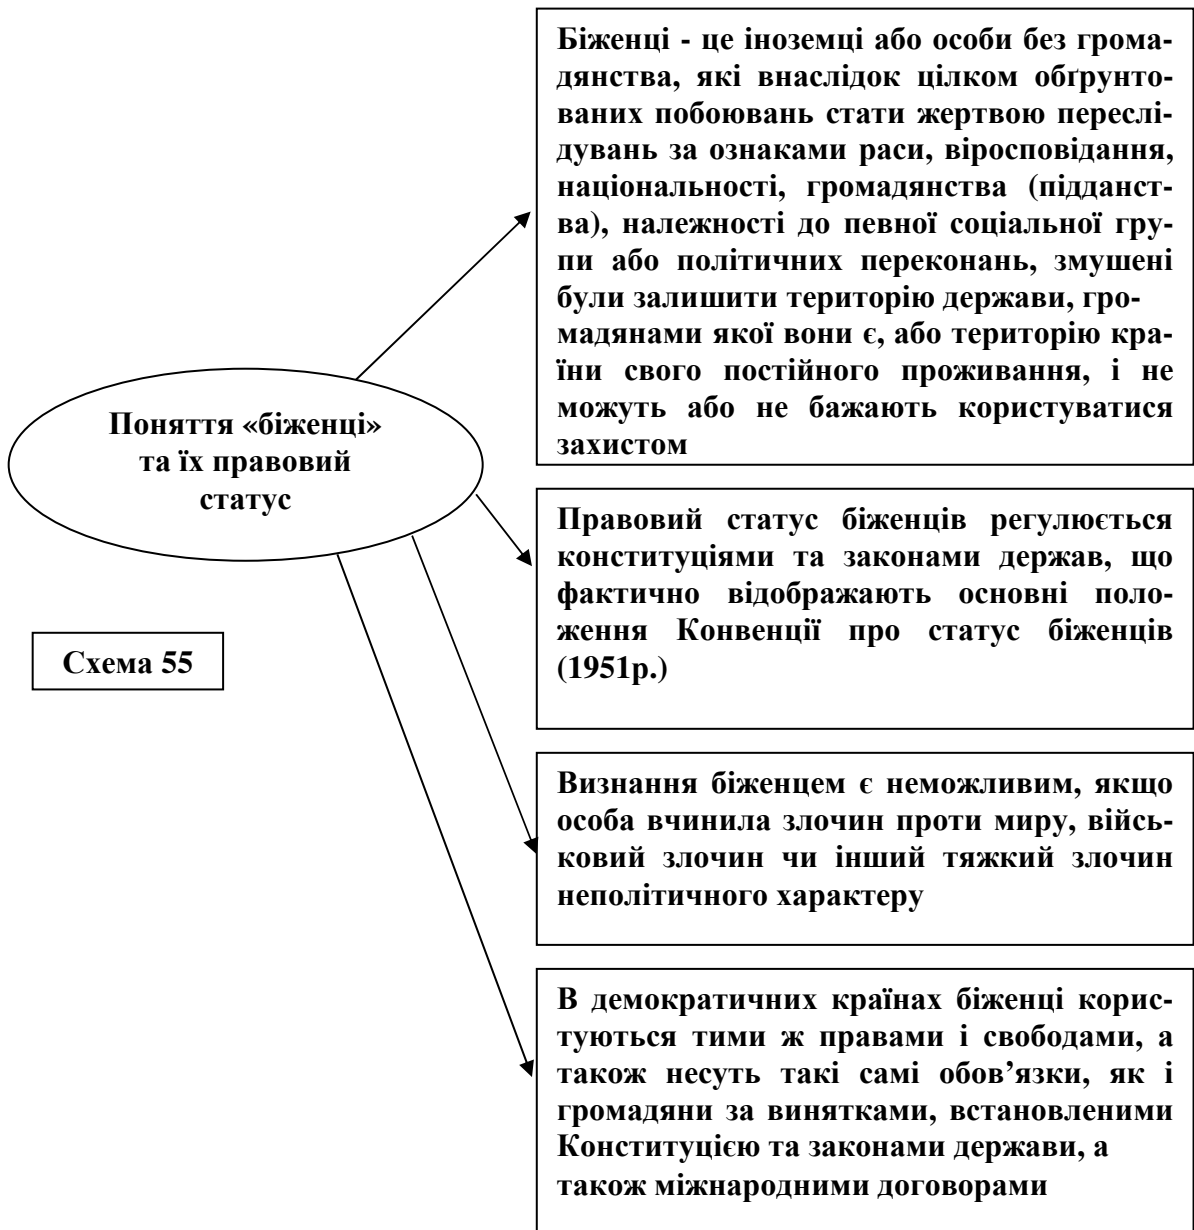 Біженці - це іноземці або особи без грома-
дянства, які внаслідок цілком обґрунто-
ваних побоювань стати жертвою переслі-
дувань за ознаками раси, віросповідання,
національності, громадянства (підданст-
ва), належності до певної соціальної гру-
пи або політичних переконань, змушені
були залишити територію держави, гро-
мадянами якої вони є, або територію кра-
їни свого постійного проживання, і не
можуть або не бажають користуватися
захистом
Поняття «біженці»
та їх правовий
статус
Правовий статус біженців регулюється
конституціями та законами держав, що
фактично відображають основні поло-
ження Конвенції про статус біженців
(1951р.)
Схема 55
Визнання біженцем є неможливим, якщо
особа вчинила злочин проти миру, війсь-
ковий злочин чи інший тяжкий злочин
неполітичного характеру
В демократичних країнах біженці корис-
туються тими ж правами і свободами, а
також несуть такі самі обов’язки, як і
громадяни за винятками, встановленими
Конституцією та законами держави, а
також міжнародними договорами